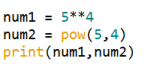 num1 = 5**4
num2 = pow(5,4)
print(num1,num2)